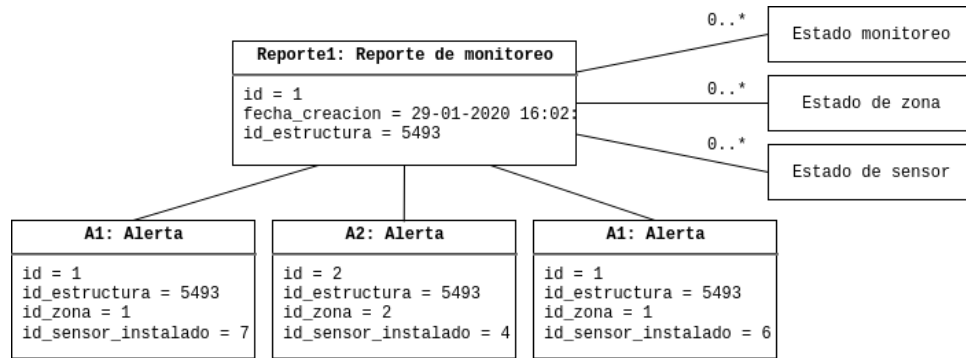 0..*
Estado monitoreo
Reporte1: Reporte de monitoreo
id = 1
fecha_creacion = 29-01-2020 16:02:
id_estructura = 5493
0..*
Estado de zona
0..*
Estado de sensor
A1: Alerta
id = 1
id_estructura = 5493
id_zona = 1
id_sensor_instalado = 7
A2: Alerta
id = 2
id_estructura = 5493
id_zona = 2
id_sensor_instalado = 4
A1: Alerta
id = 1
id_estructura = 5493
id_zona = 1
id_sensor_instalado = 6